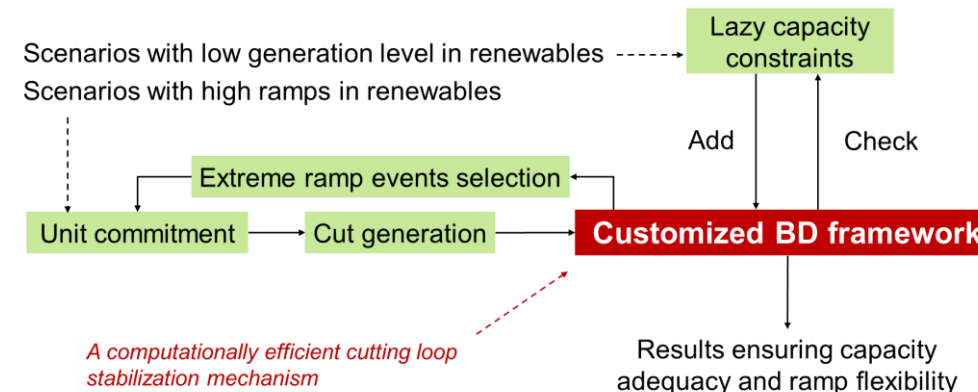 Lazy capacity
constraints
Scenarios with low generation level in renewables
Scenarios with high ramps in renewables
Add
Check
Extreme ramp events selection
Unit commitment
Cut generation
Customized BD framework
A computationally efficient cutting loop
stabilization mechanism
Results ensuring capacity
adequacy and ramp flexibility